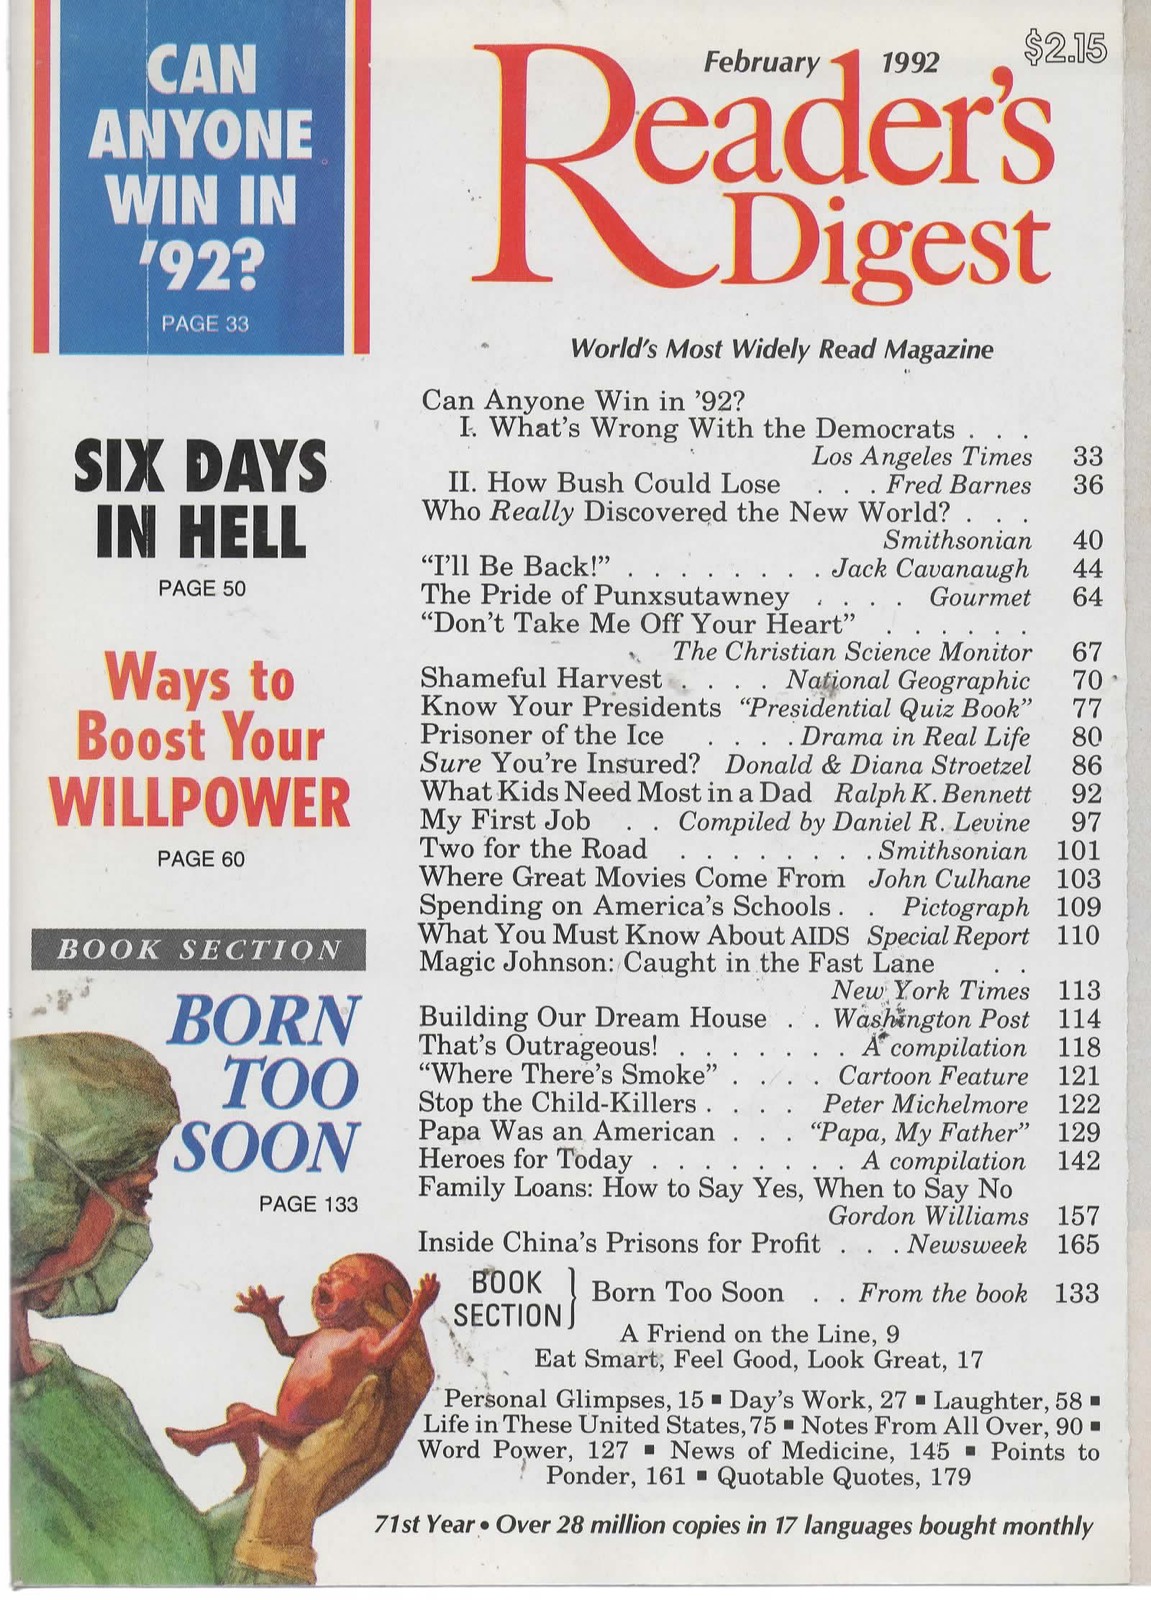 CAN
ANYONE
WIN IN
'92?
PAGE 33
SIX DAYS
IN HELL
PAGE 50
Ways to
Boost Your
WILLPOWER
PAGE 60
BOOK SECTION
BORN
TOO
SOON
PAGE 133
February 1992
$2.15
Reader's
Digest
World's Most Widely Read Magazine
Can Anyone Win in '92?
I. What's Wrong With the Democrats . . .
Los Angeles Times 33
II. How Bush Could Lose . . . Fred Barnes 36
Who Really Discovered the New World? . . .
Smithsonian 40
“I'll Be Back!” . . . . . . . . Jack Cavanaugh 44
The Pride of Punxsutawney . . . . Gourmet 64
“Don't Take Me Off Your Heart” . . . . . .
The Christian Science Monitor 67
Shameful Harvest . . . . National Geographic 70
Know Your Presidents “Presidential Quiz Book” 77
Prisoner of the Ice . . . . Drama in Real Life 80
Sure You're Insured? Donald & Diana Stroetzel 86
What Kids Need Most in a Dad Ralph K. Bennett 92
My First Job . . Compiled by Daniel R. Levine 97
Two for the Road . . . . . . . . Smithsonian 101
Where Great Movies Come From John Culhane 103
Spending on America's Schools . . Pictograph 109
What You Must Know About AIDS Special Report 110
Magic Johnson: Caught in the Fast Lane . .
New York Times 113
Building Our Dream House . . Washington Post 114
That's Outrageous! . . . . . . . A compilation 118
“Where There's Smoke” . . . . Cartoon Feature 121
Stop the Child-Killers . . . . Peter Michelmore 122
Papa Was an American . . . “Papa, My Father” 129
Heroes for Today . . . . . . . . A compilation 142
Family Loans: How to Say Yes, When to Say No
Gordon Williams 157
Inside China's Prisons for Profit . . . Newsweek 165
BOOK
SECTION } Born Too Soon . . From the book 133
A Friend on the Line, 9
Eat Smart, Feel Good, Look Great, 17
Personal Glimpses, 15 ■ Day's Work, 27 ■ Laughter, 58 ■
Life in These United States, 75 ■ Notes From All Over, 90 ■
Word Power, 127 ■ News of Medicine, 145 ■ Points to
Ponder, 161 ■ Quotable Quotes, 179
71st Year • Over 28 million copies in 17 languages bought monthly